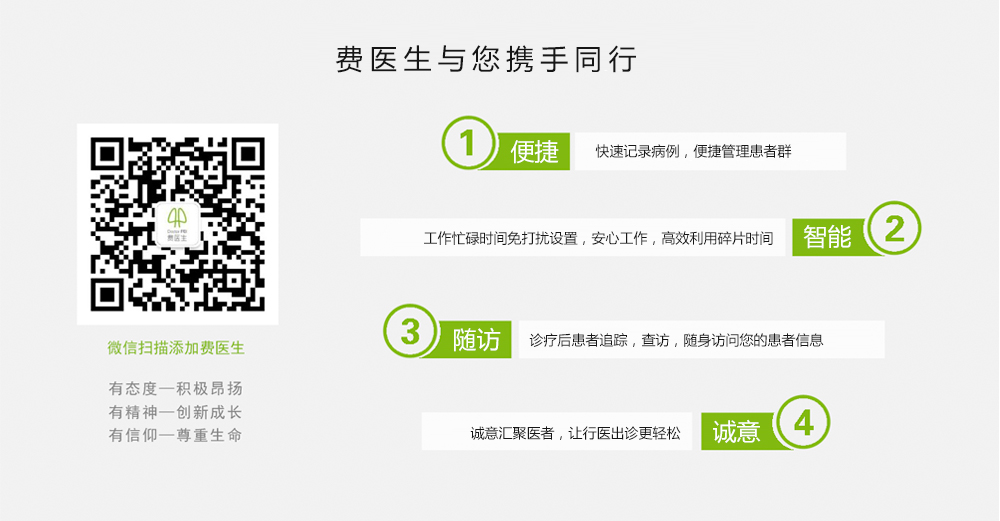 费医生与您携手同行
费医生
微信扫描添加费医生
有态度—积极昂扬
有精神—创新成长
有信仰—尊重生命
1 便捷 快速记录病例，便捷管理患者群
工作忙碌时间免打扰设置，安心工作，高效利用碎片时间 智能 2
3 随访 诊疗后患者追踪，查访，随身访问您的患者信息
诚意汇聚医者，让行医出诊更轻松 诚意 4